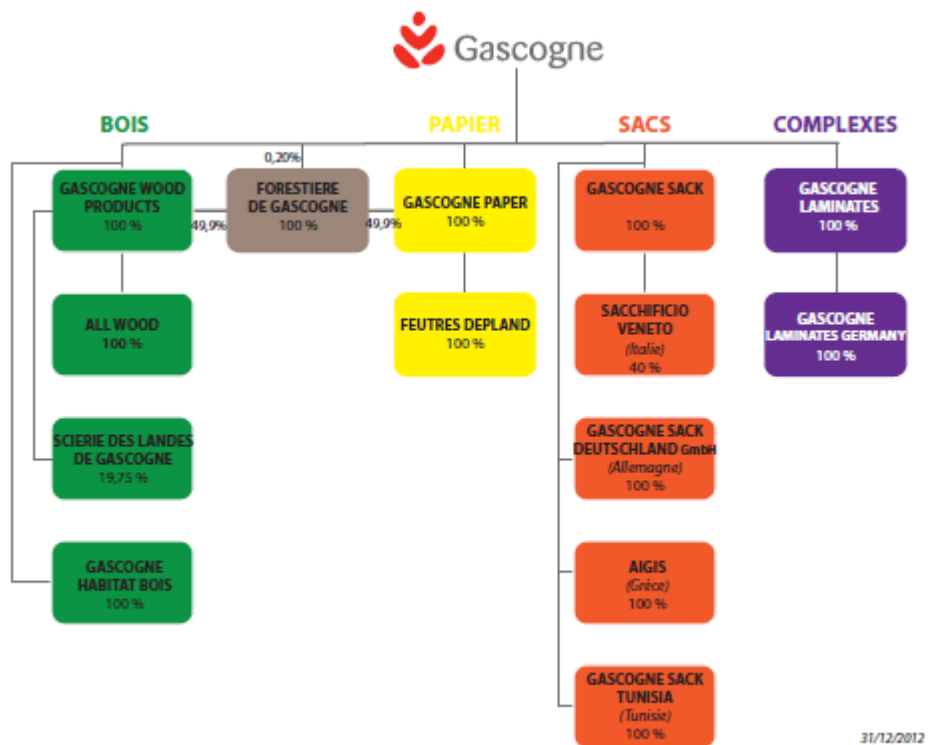 Gascogne
BOIS
PAPIER
SACS
COMPLEXES
0,20%
GASCOGNE WOOD
PRODUCTS
100 %
49,9%
FORESTIERE
DE GASCOGNE
100 %
49,9%
GASCOGNE PAPER
100 %
GASCOGNE SACK
100 %
GASCOGNE
LAMINATES
100 %
ALL WOOD
100 %
FEUTRES DEPLAND
100 %
SACCHIFICIO
VENETO
(Italie)
40 %
GASCOGNE
LAMINATES GERMANY
100 %
SCIERIE DES LANDES
DE GASCOGNE
19,75 %
GASCOGNE SACK
DEUTSCHLAND GmbH
(Allemagne)
100 %
GASCOGNE
HABITAT BOIS
100 %
AIGIS
(Grèce)
100 %
GASCOGNE SACK
TUNISIA
(Tunisie)
100 %
31/12/2012